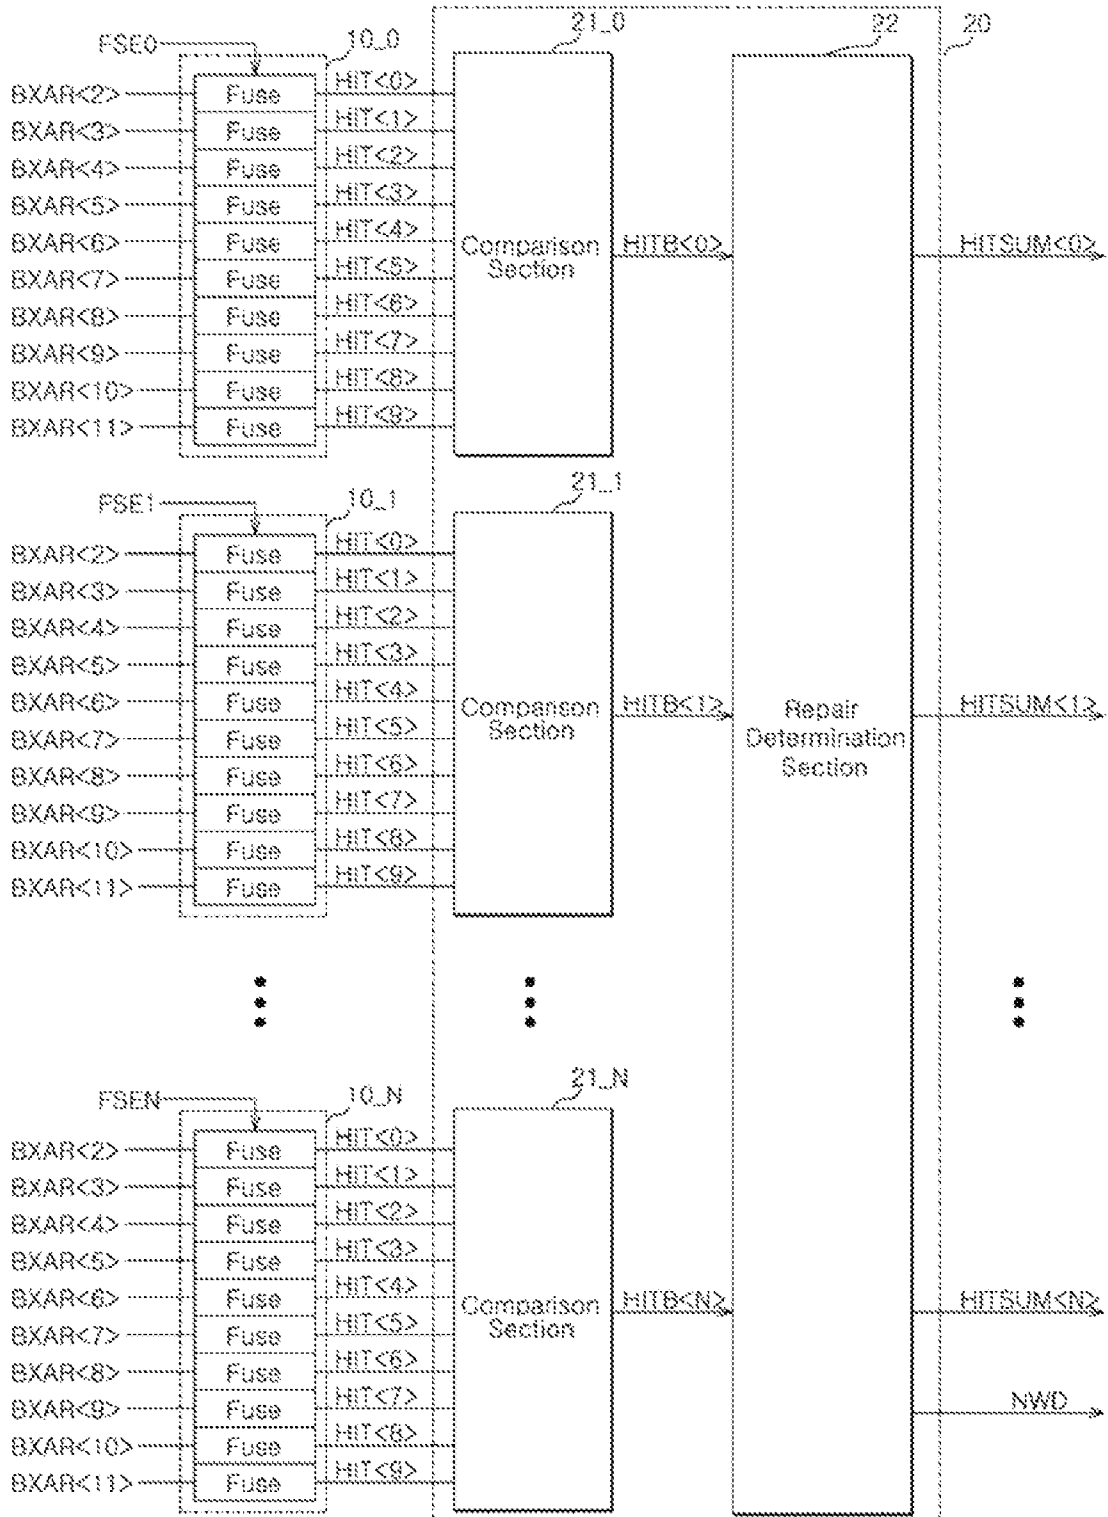 21_0
22
20
FSE0
10_0
BXAR<2> Fuse HIT<0>
BXAR<3> Fuse HIT<1>
BXAR<4> Fuse HIT<2>
BXAR<5> Fuse HIT<3>
BXAR<6> Fuse HIT<4>
BXAR<7> Fuse HIT<5>
BXAR<8> Fuse HIT<6>
BXAR<9> Fuse HIT<7>
BXAR<10> Fuse HIT<8>
BXAR<11> Fuse HIT<9>
Comparison
Section
HITB<0>
HITSUM<0>
FSE1
10_1
21_1
BXAR<2> Fuse HIT<0>
BXAR<3> Fuse HIT<1>
BXAR<4> Fuse HIT<2>
BXAR<5> Fuse HIT<3>
BXAR<6> Fuse HIT<4>
BXAR<7> Fuse HIT<5>
BXAR<8> Fuse HIT<6>
BXAR<9> Fuse HIT<7>
BXAR<10> Fuse HIT<8>
BXAR<11> Fuse HIT<9>
Comparison
Section
HITB<1>
Repair
Determination
Section
HITSUM<1>
FSEN
10_N
21_N
BXAR<2> Fuse HIT<0>
BXAR<3> Fuse HIT<1>
BXAR<4> Fuse HIT<2>
BXAR<5> Fuse HIT<3>
BXAR<6> Fuse HIT<4>
BXAR<7> Fuse HIT<5>
BXAR<8> Fuse HIT<6>
BXAR<9> Fuse HIT<7>
BXAR<10> Fuse HIT<8>
BXAR<11> Fuse HIT<9>
Comparison
Section
HITB<N>
HITSUM<N>
NWD